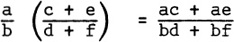 a/b ( (c + e)/(d + f) ) = (ac + ae)/(bd + bf)